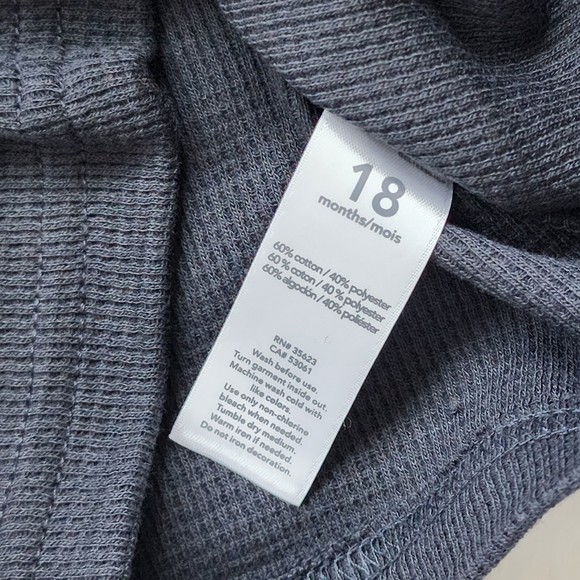 18
months/mois
60% cotton / 40% polyester
60% coton / 40 % polyester
60% algodón / 40% poliéster
RN# 35623
CA# 53061
Wash before use.
Turn garment inside out.
Machine wash cold with
like colors.
Use only non-chlorine
bleach when needed.
Tumble dry medium.
Warm iron if needed.
Do not iron decoration.